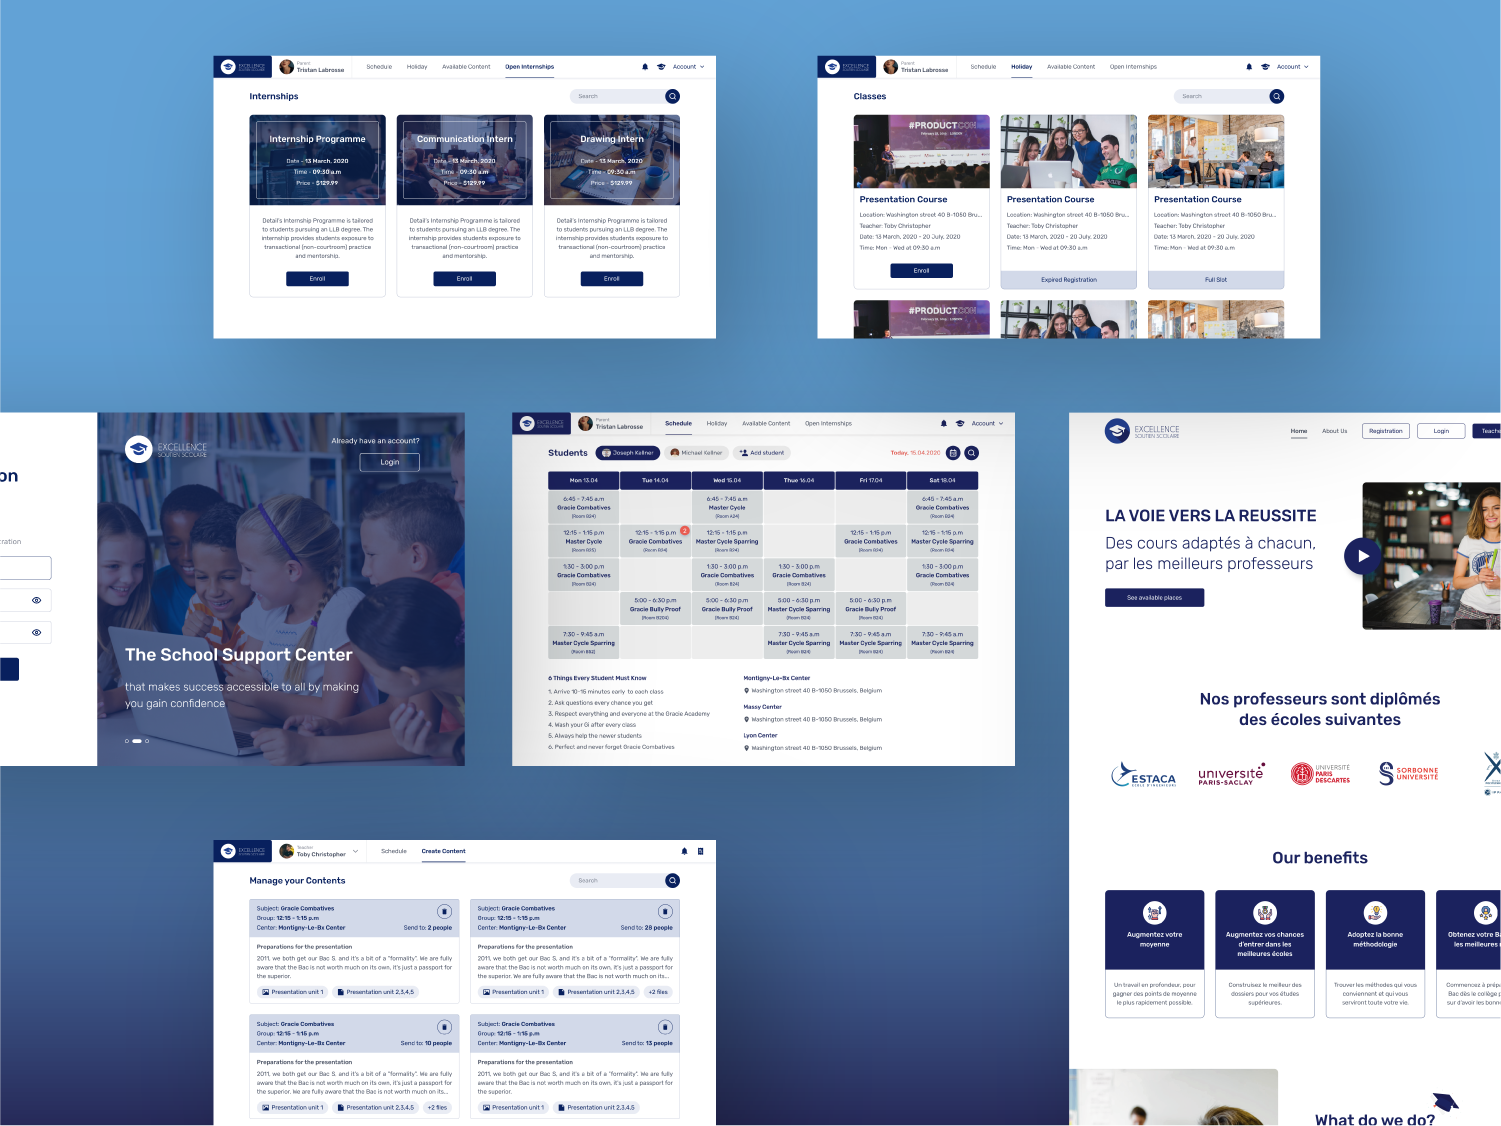 EXCELLENCE
SOUTIEN SCOLAIRE
Parent
Tristan Labrosse
Schedule
Holiday
Available Content
Open Internships
Account
Internships
Search
Internship Programme
Date - 13 March, 2020
Time - 09:30 a.m
Price - $129.99
Detail's Internship Programme is tailored
to students pursuing an LLB degree. The
internship provides students exposure to
transactional (non-courtroom) practice
and mentorship.
Enroll
Communication Intern
Date - 13 March, 2020
Time - 09:30 a.m
Price - $129.99
Detail's Internship Programme is tailored
to students pursuing an LLB degree. The
internship provides students exposure to
transactional (non-courtroom) practice
and mentorship.
Enroll
Drawing Intern
Date - 13 March, 2020
Time - 09:30 a.m
Price - $129.99
Detail's Internship Programme is tailored
to students pursuing an LLB degree. The
internship provides students exposure to
transactional (non-courtroom) practice
and mentorship.
Enroll
EXCELLENCE
SOUTIEN SCOLAIRE
Parent
Tristan Labrosse
Schedule
Holiday
Available Content
Open Internships
Account
Classes
Search
#PRODUCTCON
Presentation Course
Location: Washington street 40 B-1050 Bru...
Teacher: Toby Christopher
Date: 13 March, 2020 - 20 July, 2020
Time: Mon - Wed at 09:30 a.m
Enroll
Presentation Course
Location: Washington street 40 B-1050 Bru...
Teacher: Toby Christopher
Date: 13 March, 2020 - 20 July, 2020
Time: Mon - Wed at 09:30 a.m
Expired Registration
Presentation Course
Location: Washington street 40 B-1050 Bru...
Teacher: Toby Christopher
Date: 13 March, 2020 - 20 July, 2020
Time: Mon - Wed at 09:30 a.m
Full Slot
#PRODUCTCON
on
tration
EXCELLENCE
SOUTIEN SCOLAIRE
Already have an account?
Login
The School Support Center
that makes success accessible to all by making
you gain confidence
EXCELLENCE
SOUTIEN SCOLAIRE
Parent
Tristan Labrosse
Schedule
Holiday
Available Content
Open Internships
Account
Students
Joseph Kellner
Michael Kellner
Add student
Today, 15.04.2020
Mon 13.04
Tue 14.04
Wed 15.04
Thue 16.04
Fri 17.04
Sat 18.04
6:45 - 7:45 a.m
Gracie Combatives
(Room B24)
6:45 - 7:45 a.m
Master Cycle
(Room A24)
6:45 - 7:45 a.m
Gracie Combatives
(Room B24)
12:15 - 1:15 p.m
Master Cycle
(Room B25)
12:15 - 1:15 p.m
Gracie Combatives
(Room B24)
2
12:15 - 1:15 p.m
Master Cycle Sparring
(Room B24)
12:15 - 1:15 p.m
Gracie Combatives
(Room B24)
12:15 - 1:15 p.m
Master Cycle Sparring
(Room B24)
1:30 - 3:00 p.m
Gracie Combatives
(Room B24)
1:30 - 3:00 p.m
Gracie Combatives
(Room B24)
1:30 - 3:00 p.m
Gracie Combatives
(Room B24)
1:30 - 3:00 p.m
Gracie Combatives
(Room B24)
5:00 - 6:30 p.m
Gracie Bully Proof
(Room B204)
5:00 - 6:30 p.m
Gracie Bully Proof
(Room B24)
5:00 - 6:30 p.m
Master Cycle Sparring
(Room B24)
5:00 - 6:30 p.m
Gracie Bully Proof
(Room B24)
7:30 - 9:45 a.m
Master Cycle Sparring
(Room B52)
7:30 - 9:45 a.m
Master Cycle Sparring
(Room B24)
7:30 - 9:45 a.m
Master Cycle Sparring
(Room B24)
7:30 - 9:45 a.m
Master Cycle Sparring
(Room B24)
6 Things Every Student Must Know
1. Arrive 10-15 minutes early to each class
2. Ask questions every chance you get
3. Respect everything and everyone at the Gracie Academy
4. Wash your Gi after every class
5. Always help the newer students
6. Perfect and never forget Gracie Combatives
Montigny-Le-Bx Center
Washington street 40 B-1050 Brussels, Belgium
Massy Center
Washington street 40 B-1050 Brussels, Belgium
Lyon Center
Washington street 40 B-1050 Brussels, Belgium
EXCELLENCE
SOUTIEN SCOLAIRE
Home
About Us
Registration
Login
Teache
LA VOIE VERS LA REUSSITE
Des cours adaptés à chacun,
par les meilleurs professeurs
See available places
Nos professeurs sont diplômés
des écoles suivantes
ESTACA
ÉCOLE D'INGÉNIEURS
université
PARIS-SACLAY
UNIVERSITÉ
PARIS
DESCARTES
SORBONNE
UNIVERSITÉ
Our benefits
Augmentez votre
moyenne
Un travail en profondeur, pour
gagner des points de moyenne
le plus rapidement possible.
Augmentez vos chances
d'entrer dans les
meilleures écoles
Construisez le meilleur des
dossiers pour vos études
supérieures.
Adoptez la bonne
méthodologie
Trouver les méthodes qui vous
conviennent et qui vous
serviront toute votre vie.
Obtenez votre Ba
les meilleures
Commencez à prépa
Bac dès le collège p
sur d'avoir les bonn
What do we do?
EXCELLENCE
SOUTIEN SCOLAIRE
Teacher
Toby Christopher
Schedule
Create Content
Manage your Contents
Search
Subject: Gracie Combatives
Group: 12:15 - 1:15 p.m
Center: Montigny-Le-Bx Center
Send to: 2 people
Preparations for the presentation
2011, we both get our Bac S, and it's a bit of a "formality". We are fully
aware that the Bac is not worth much on its own, it's just a passport for
the superior.
Presentation unit 1
Presentation unit 2,3,4,5
Subject: Gracie Combatives
Group: 12:15 - 1:15 p.m
Center: Montigny-Le-Bx Center
Send to: 28 people
Preparations for the presentation
2011, we both get our Bac S, and it's a bit of a "formality". We are fully
aware that the Bac is not worth much on its own, it's just a passport for
the superior. We are fully aware that the Bac is not worth much on its...
Presentation unit 1
Presentation unit 2,3,4,5
+2 files
Subject: Gracie Combatives
Group: 12:15 - 1:15 p.m
Center: Montigny-Le-Bx Center
Send to: 10 people
Preparations for the presentation
2011, we both get our Bac S, and it's a bit of a "formality". We are fully
aware that the Bac is not worth much on its own, it's just a passport for
the superior. We are fully aware that the Bac is not worth much on its...
Presentation unit 1
Presentation unit 2,3,4,5
+2 files
Subject: Gracie Combatives
Group: 12:15 - 1:15 p.m
Center: Montigny-Le-Bx Center
Send to: 13 people
Preparations for the presentation
2011, we both get our Bac S, and it's a bit of a "formality". We are fully
aware that the Bac is not worth much on its own, it's just a passport for
the superior.
Presentation unit 1
Presentation unit 2,3,4,5